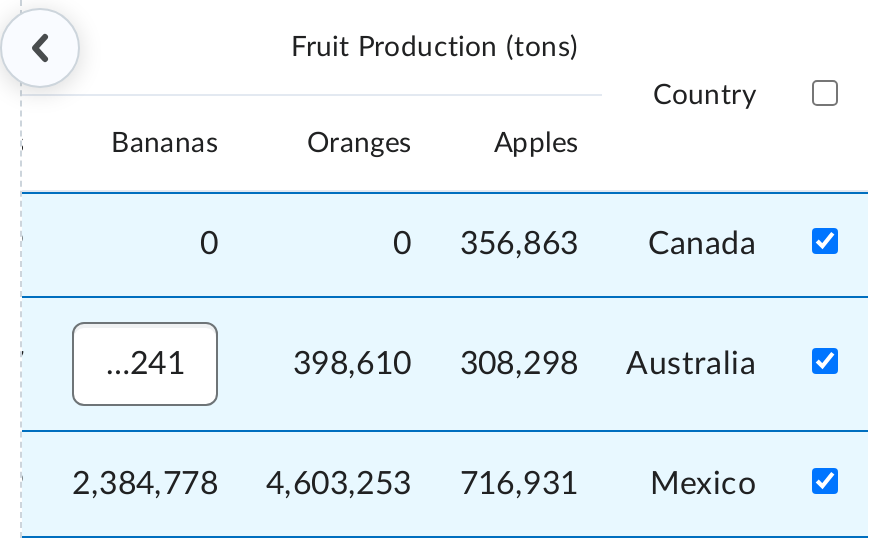 Fruit Production (tons)
Country
Bananas Oranges Apples
0 0 356,863 Canada
...241 398,610 308,298 Australia
2,384,778 4,603,253 716,931 Mexico